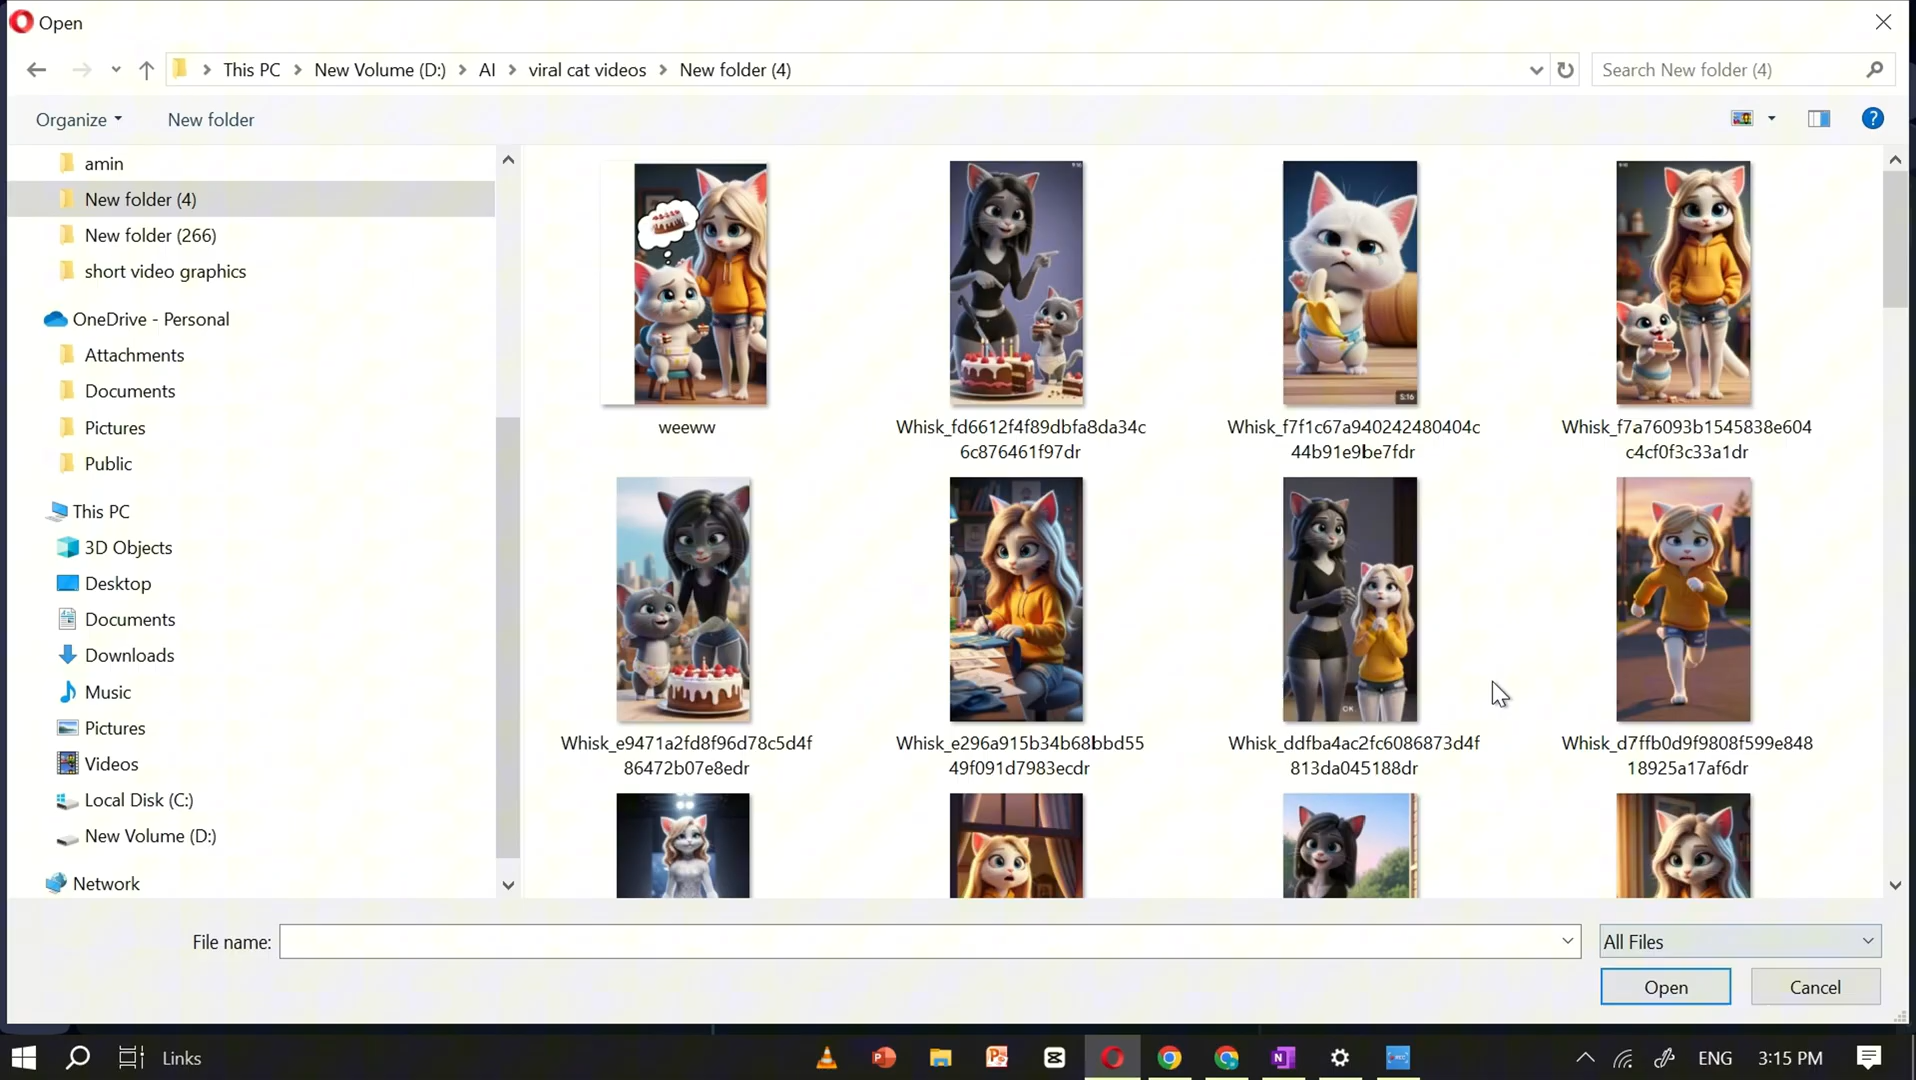 Open
This PC
New Volume (D:)
AI
viral cat videos
New folder (4)
Search New folder (4)
Organize
New folder
?
amin
New folder (4)
New folder (266)
short video graphics
OneDrive - Personal
Attachments
Documents
Pictures
Public
This PC
3D Objects
Desktop
Documents
Downloads
Music
Pictures
Videos
Local Disk (C:)
New Volume (D:)
Network
weeww
Whisk_fd6612f4f89dbfa8da34c
6c876461f97dr
5:16
Whisk_f7f1c67a940242480404c
44b91e9be7fdr
Whisk_f7a76093b1545838e604
c4cf0f3c33a1dr
Whisk_e9471a2fd8f96d78c5d4f
86472b07e8edr
Whisk_e296a915b34b68bbd55
49f091d7983ecdr
OK
Whisk_ddfba4ac2fc6086873d4f
813da045188dr
Whisk_d7ffb0d9f9808f599e848
18925a17af6dr
File name:
All Files
Open
Cancel
Links
ENG
3:15 PM